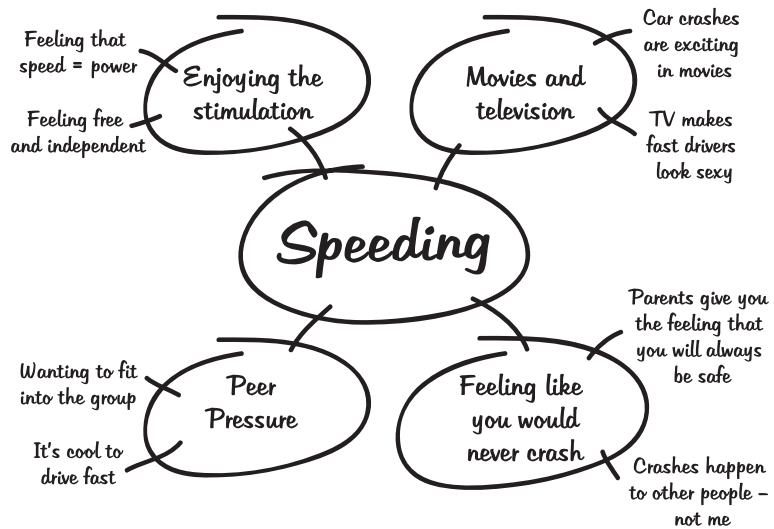 Feeling that
speed = power
Feeling free
and independent
Enjoying the
stimulation
Movies and
television
Car crashes
are exciting
in movies
TV makes
fast drivers
look sexy
Speeding
Wanting to fit
into the group
It's cool to
drive fast
Peer
Pressure
Feeling like
you would
never crash
Parents give you
the feeling that
you will always
be safe
Crashes happen
to other people –
not me